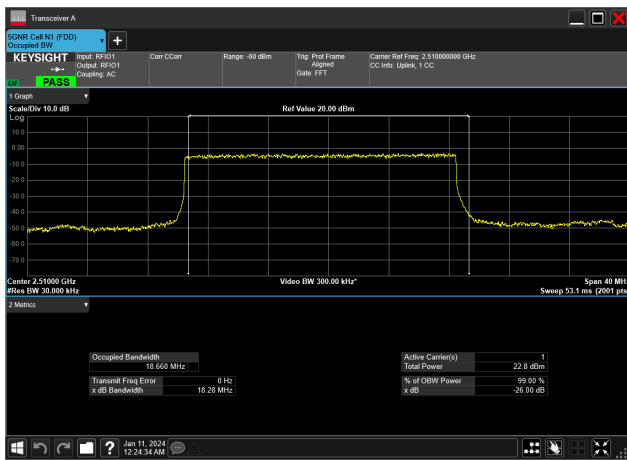 Transceiver A
5GNR Cell N1 (FDD)
Occupied BW
+
KEYSIGHT
LXI
PASS
Input: RFIO1
Output: RFIO1
Coupling: AC
Corr CCorr
Range: -60 dBm
Trig: Prot Frame
Aligned
Gate: FFT
Carrier Ref Freq: 2.510000000 GHz
CC Info: Uplink, 1 CC
1 Graph
Scale/Div 10.0 dB
Ref Value 20.00 dBm
Log
10.0
0.00
-10.0
-20.0
-30.0
-40.0
-50.0
-60.0
-70.0
Center 2.51000 GHz
Video BW 300.00 kHz*
Span 40 MHz
#Res BW 30.000 kHz
Sweep 53.1 ms (2001 pts
2 Metrics
Occupied Bandwidth
18.660 MHz
Transmit Freq Error 0 Hz
x dB Bandwidth 18.28 MHz
Active Carrier(s) 1
Total Power 22.8 dBm
% of OBW Power 99.00 %
x dB -26.00 dB
?
Jan 11, 2024
12:24:34 AM